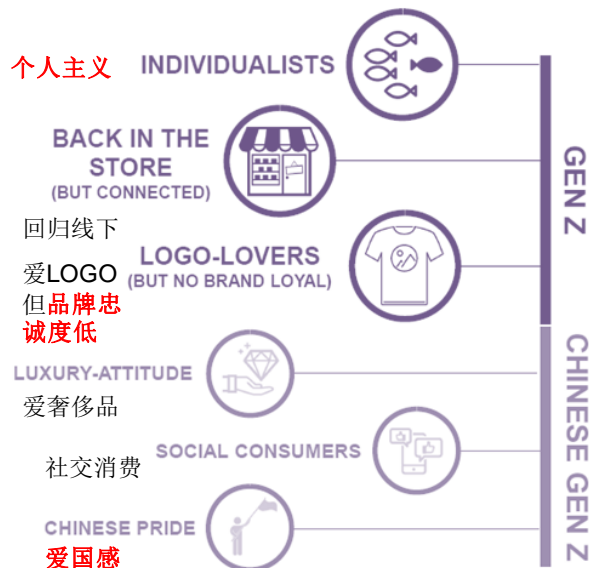 个人主义 INDIVIDUALISTS
BACK IN THE
STORE
(BUT CONNECTED)
回归线下
LOGO-LOVERS
(BUT NO BRAND LOYAL)
爱LOGO
但品牌忠
诚度低
GEN Z
LUXURY-ATTITUDE
爱奢侈品
SOCIAL CONSUMERS
社交消费
CHINESE PRIDE
爱国感
CHINESE GEN Z